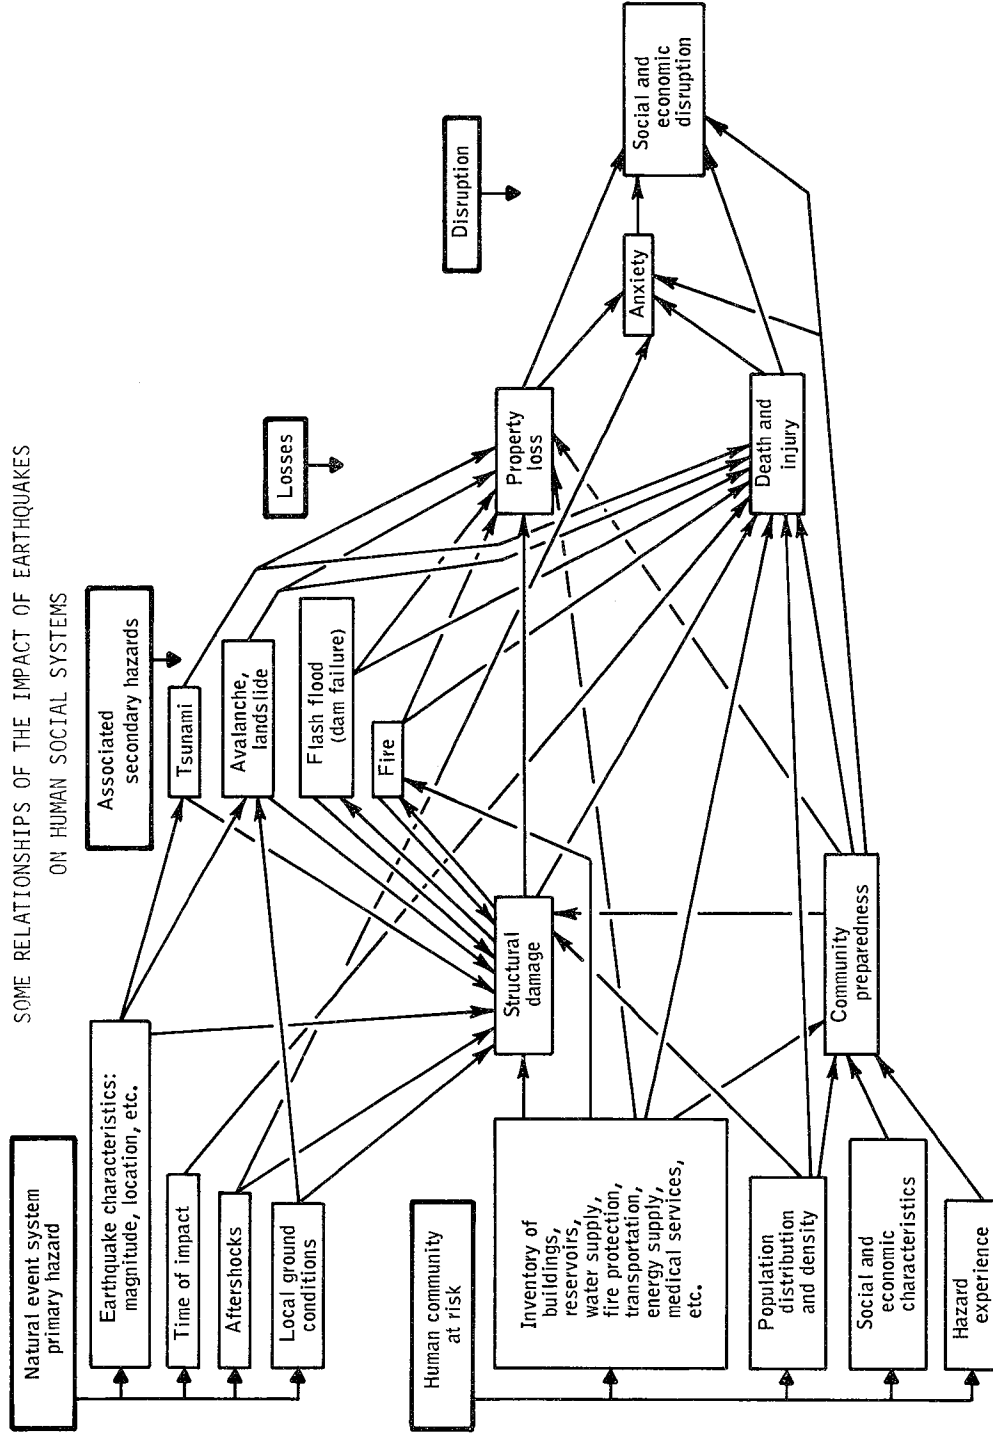 SOME RELATIONSHIPS OF THE IMPACT OF EARTHQUAKES
ON HUMAN SOCIAL SYSTEMS
Natural event system
primary hazard
Earthquake characteristics:
magnitude, location, etc.
Time of impact
Aftershocks
Local ground
conditions
Human community
at risk
Inventory of
buildings,
reservoirs,
water supply,
fire protection,
transportation,
energy supply,
medical services,
etc.
Population
distribution
and density
Social and
economic
characteristics
Hazard
experience
Associated
secondary hazards
Tsunami
Avalanche,
landslide
Flash flood
(dam failure)
Fire
Structural
damage
Community
preparedness
Losses
Property
loss
Death and
injury
Disruption
Anxiety
Social and
economic
disruption